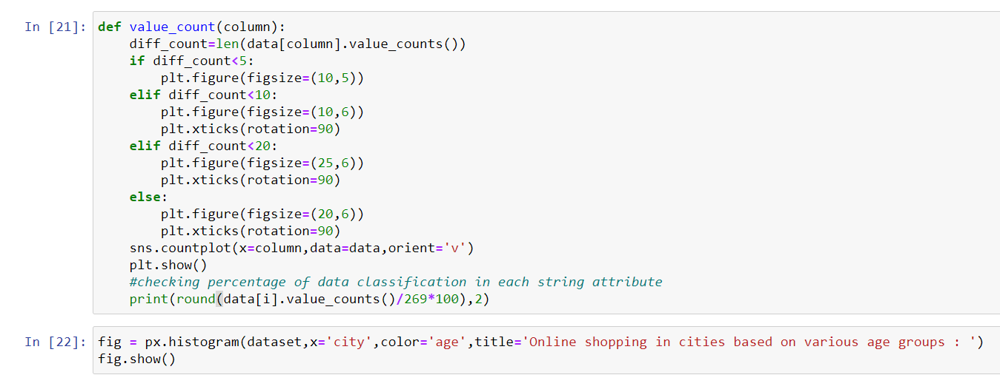 In [21]: def value_count(column):
    diff_count=len(data[column].value_counts())
    if diff_count<5:
        plt.figure(figsize=(10,5))
    elif diff_count<10:
        plt.figure(figsize=(10,6))
        plt.xticks(rotation=90)
    elif diff_count<20:
        plt.figure(figsize=(25,6))
        plt.xticks(rotation=90)
    else:
        plt.figure(figsize=(20,6))
        plt.xticks(rotation=90)
    sns.countplot(x=column,data=data,orient='v')
    plt.show()
    #checking percentage of data classification in each string attribute
    print(round(data[i].value_counts()/269*100),2)
In [22]: fig = px.histogram(dataset,x='city',color='age',title='Online shopping in cities based on various age groups : ')
fig.show()